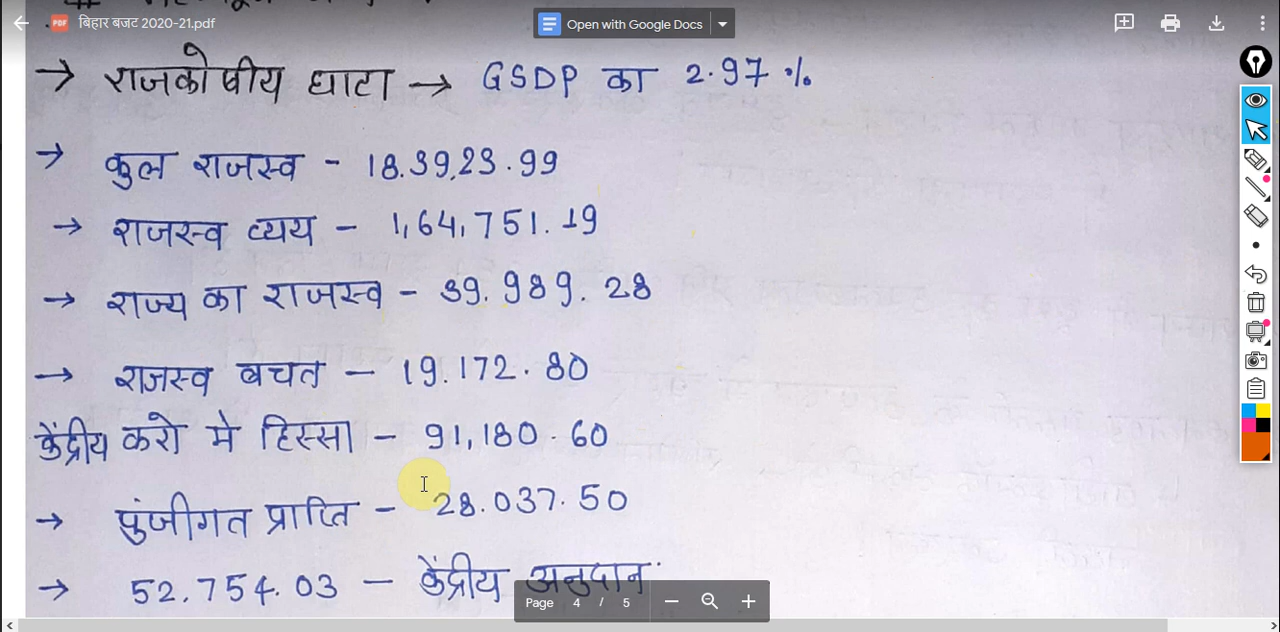 बिहार बजट 2020-21.pdf
Open with Google Docs
→ राजकोषीय घाटा → GSDP का 2.97 %
→ कुल राजस्व - 18.39,23.99
→ राजस्व व्यय - 1,64,751.19
→ राज्य का राजस्व - 39.989.28
→ राजस्व बचत - 19.172.80
केंद्रीय करो मे हिस्सा - 91,180.60
→ पुंजीगत प्राप्ति - 28.037.50
→ 52.754.03 - केंद्रीय अनुदान
Page 4 / 5